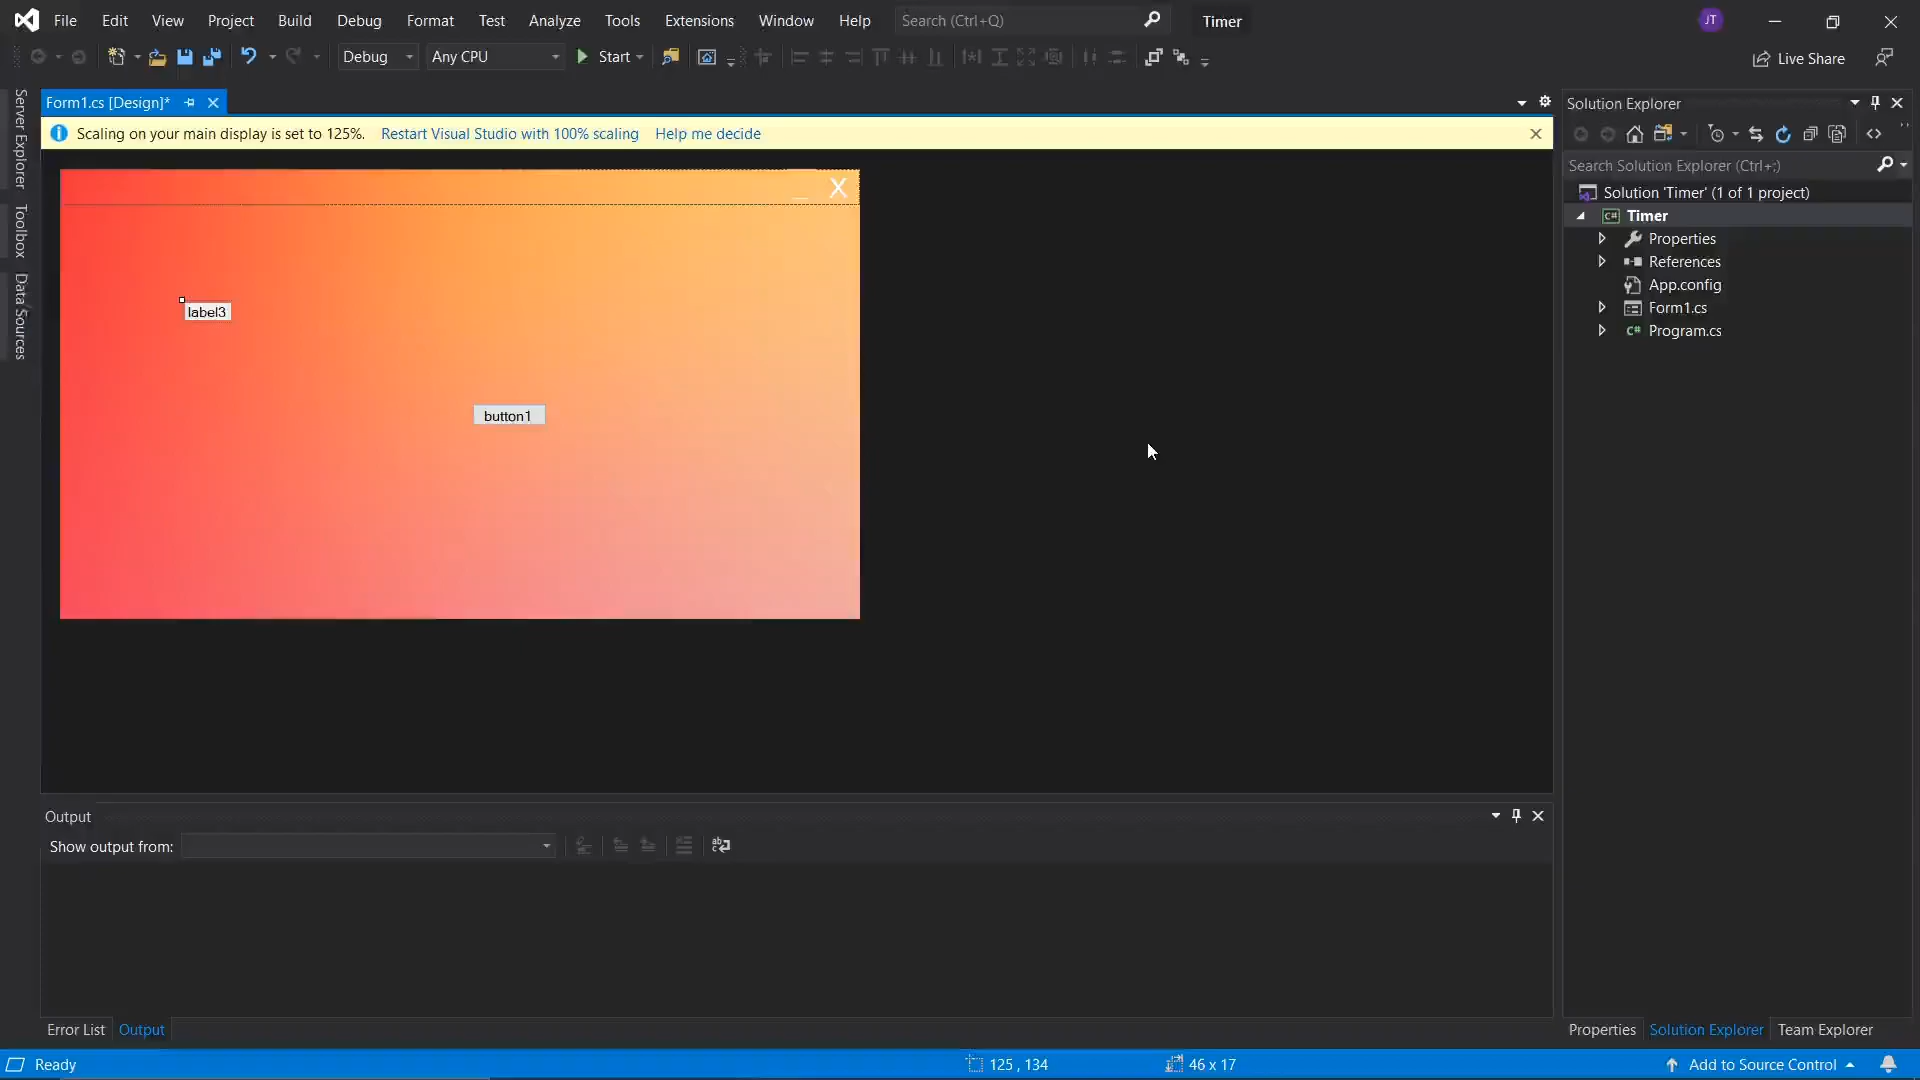 File Edit View Project Build Debug Format Test Analyze Tools Extensions Window Help Search (Ctrl+Q) Timer JT
Debug Any CPU Start Live Share
Server Explorer
Toolbox
Data Sources
Form1.cs [Design]*
Scaling on your main display is set to 125%. Restart Visual Studio with 100% scaling Help me decide
X
label3
button1
Solution Explorer
Search Solution Explorer (Ctrl+;)
Solution 'Timer' (1 of 1 project)
C# Timer
Properties
References
App.config
Form1.cs
C# Program.cs
Output
Show output from:
Error List Output
Properties Solution Explorer Team Explorer
Ready 125 , 134 46 x 17 Add to Source Control